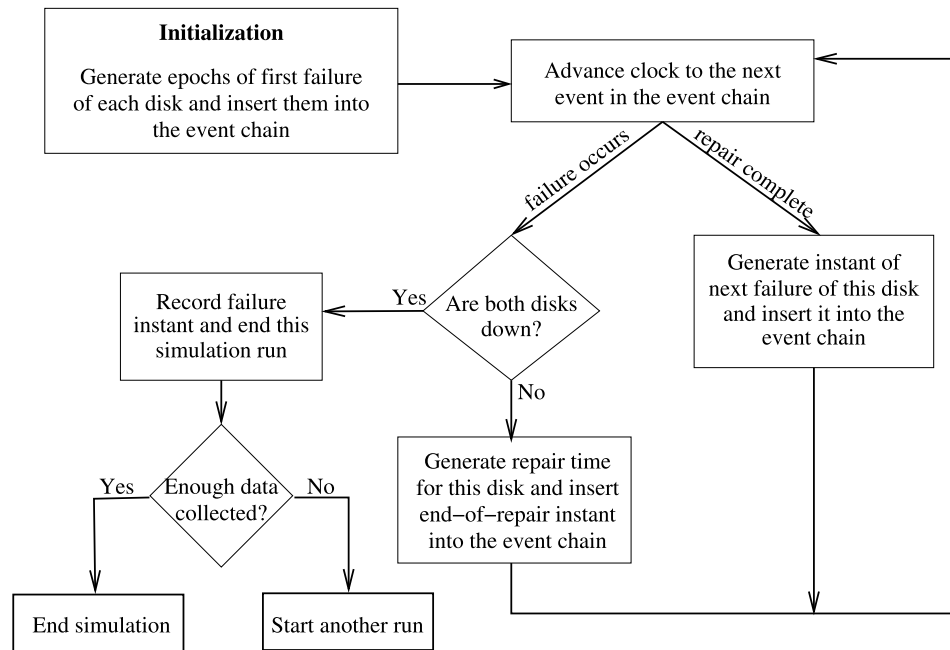 Initialization
Generate epochs of first failure
of each disk and insert them into
the event chain
Advance clock to the next
event in the event chain
failure occurs
repair complete
Generate instant of
next failure of this disk
and insert it into the
event chain
Are both disks
down?
Yes
No
Record failure
instant and end this
simulation run
Generate repair time
for this disk and insert
end−of−repair instant
into the event chain
Enough data
collected?
Yes
No
End simulation
Start another run